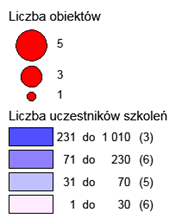 Liczba obiektów
5
3
1
Liczba uczestników szkoleń
231 do 1 010 (3)
71 do 230 (6)
31 do 70 (5)
1 do 30 (6)